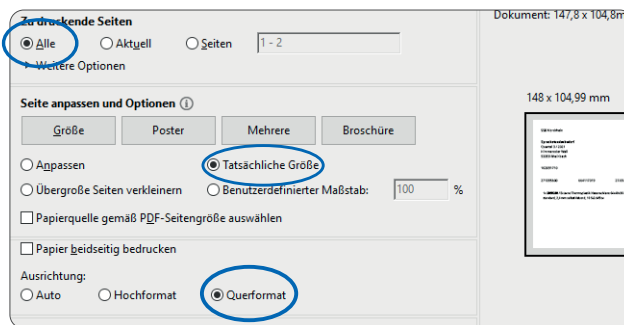 Zu druckende Seiten
Alle Aktuell Seiten 1 - 2
Weitere Optionen
Seite anpassen und Optionen
Größe Poster Mehrere Broschüre
Anpassen Tatsächliche Größe
Übergroße Seiten verkleinern Benutzerdefinierter Maßstab: 100 %
Papierquelle gemäß PDF-Seitengröße auswählen
Papier beidseitig bedrucken
Ausrichtung:
Auto Hochformat Querformat
Dokument: 147,8 x 104,8m
148 x 104,99 mm